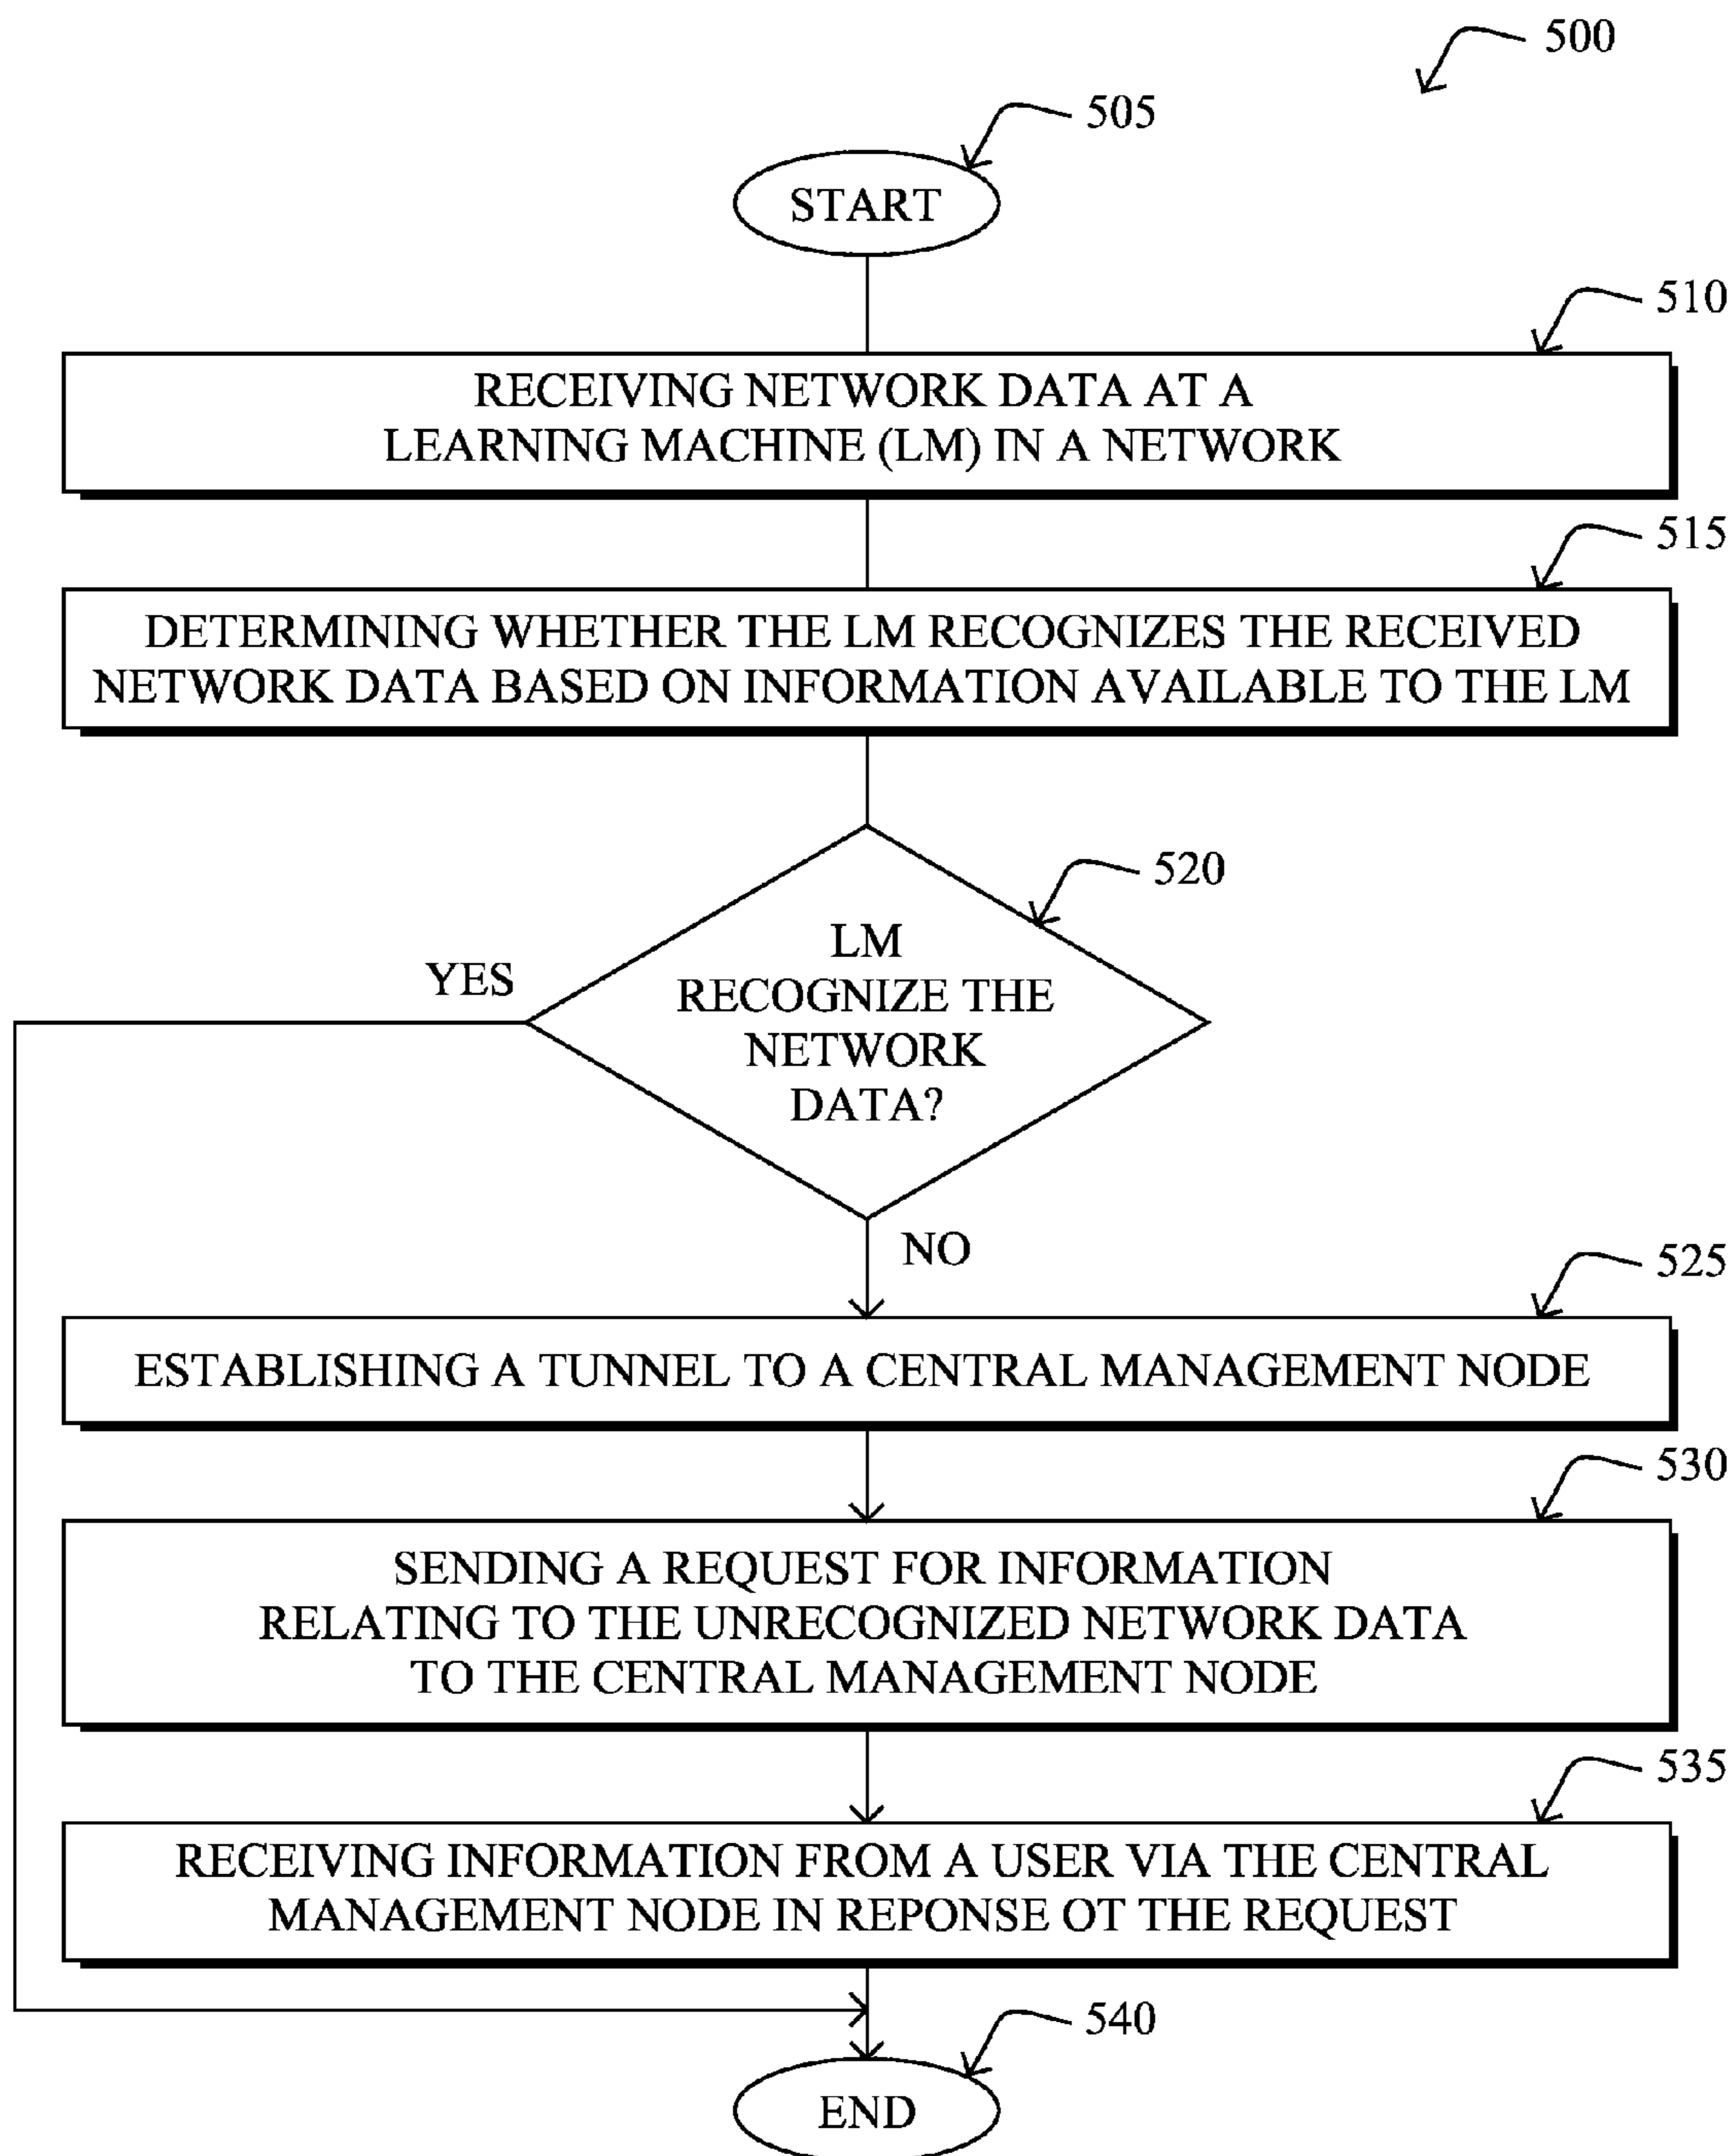 500
505
START
510
RECEIVING NETWORK DATA AT A
LEARNING MACHINE (LM) IN A NETWORK
515
DETERMINING WHETHER THE LM RECOGNIZES THE RECEIVED
NETWORK DATA BASED ON INFORMATION AVAILABLE TO THE LM
520
LM
RECOGNIZE THE
NETWORK
DATA?
YES
NO
525
ESTABLISHING A TUNNEL TO A CENTRAL MANAGEMENT NODE
530
SENDING A REQUEST FOR INFORMATION
RELATING TO THE UNRECOGNIZED NETWORK DATA
TO THE CENTRAL MANAGEMENT NODE
535
RECEIVING INFORMATION FROM A USER VIA THE CENTRAL
MANAGEMENT NODE IN REPONSE OT THE REQUEST
540
END